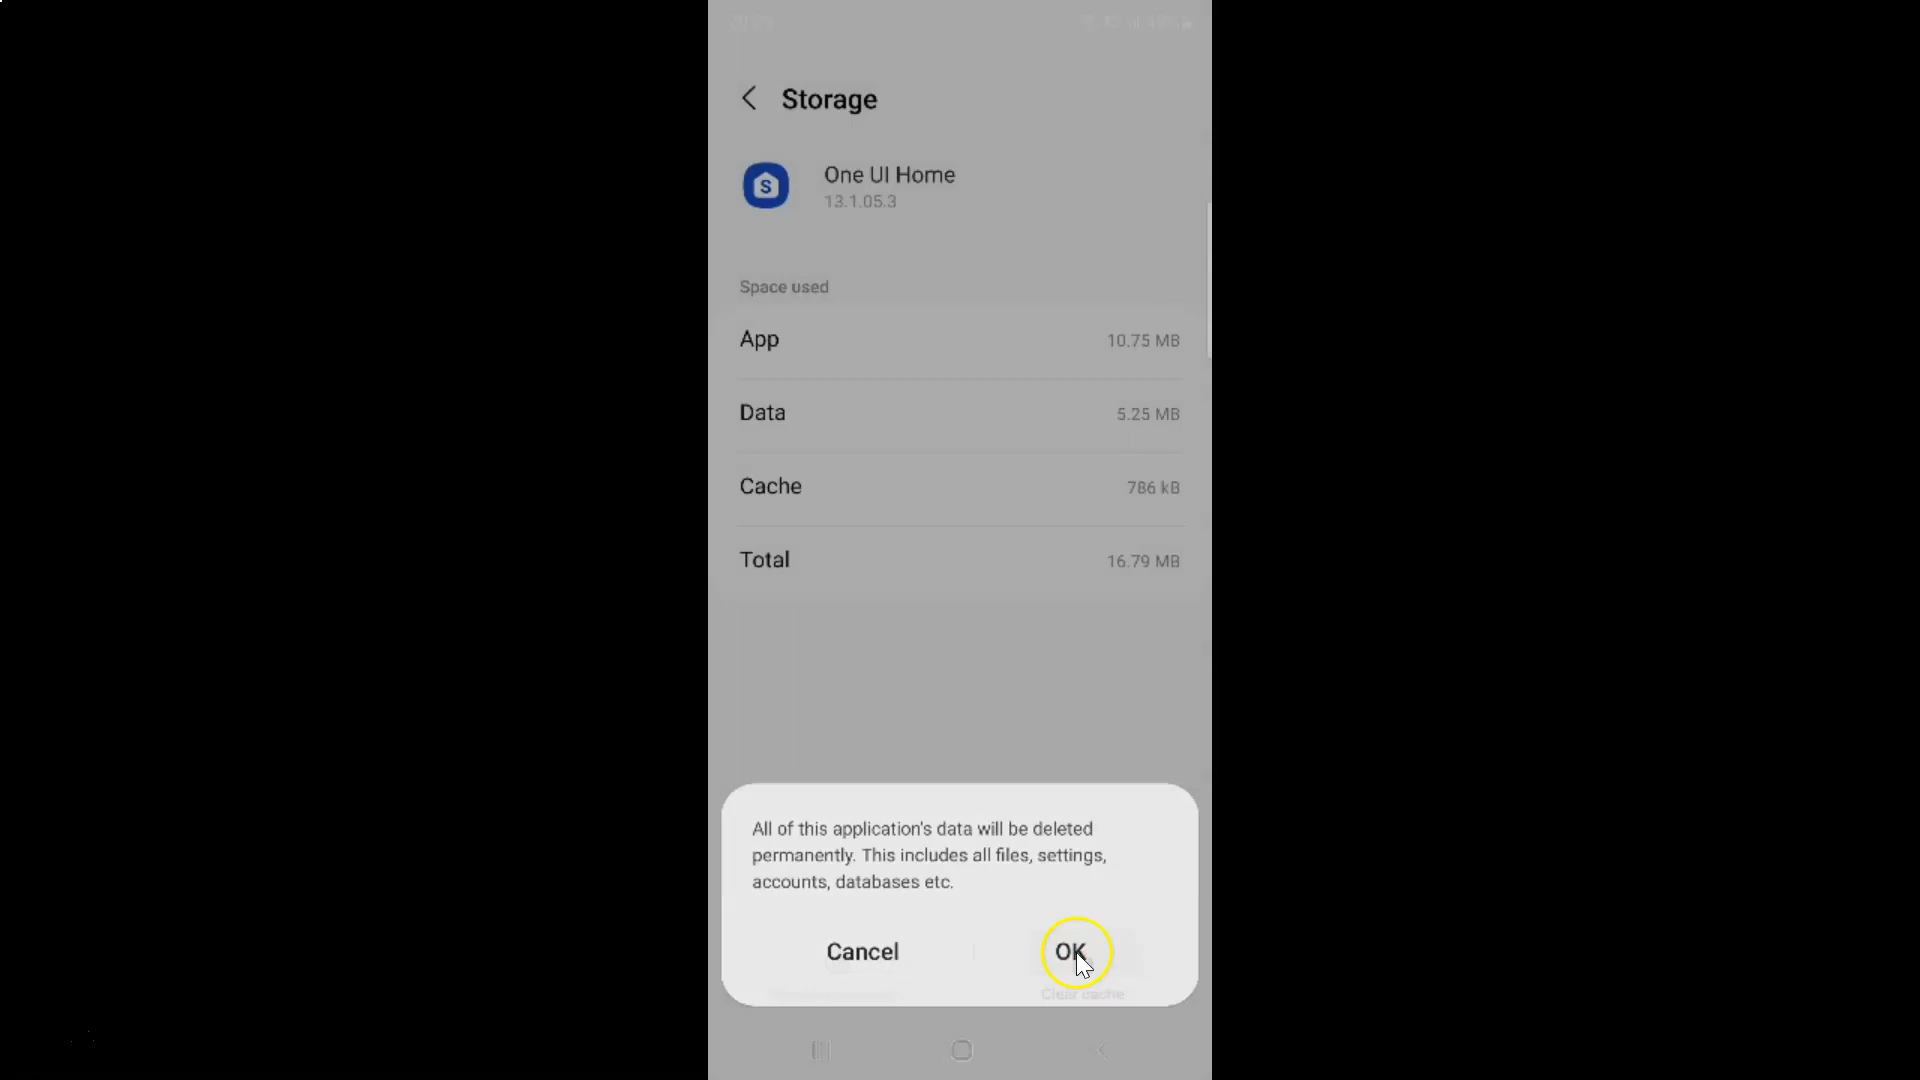 Storage
S
One UI Home
13.1.05.3
Space used
App 10.75 MB
Data 5.25 MB
Cache 786 kB
Total 16.79 MB
All of this application's data will be deleted
permanently. This includes all files, settings,
accounts, databases etc.
Cancel OK
Clear cache